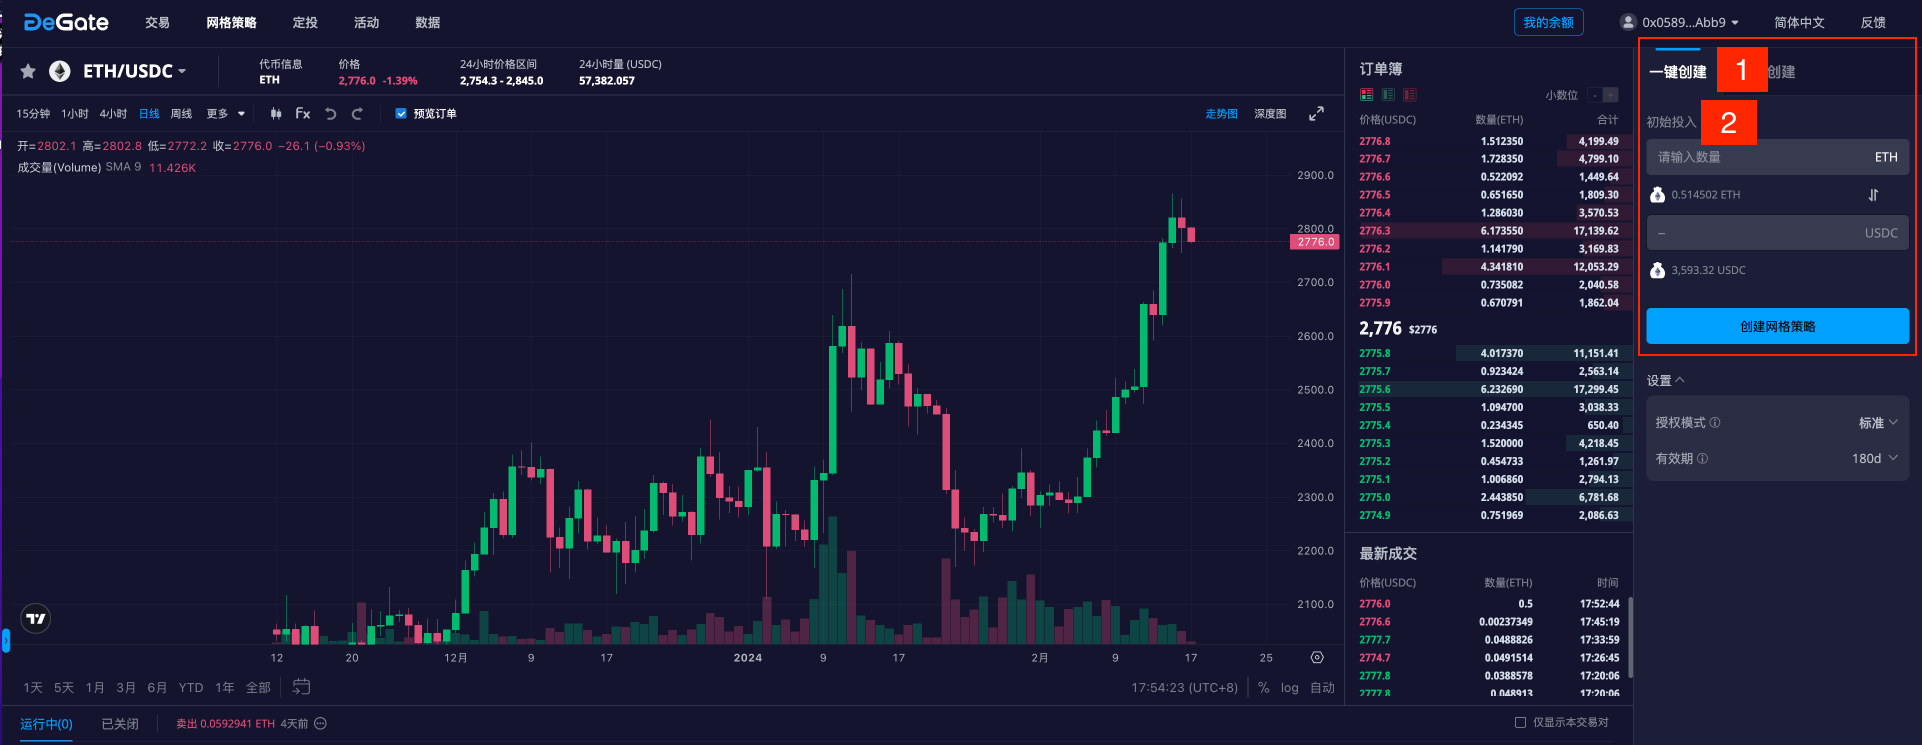 DeGate 交易 网格策略 定投 活动 数据 我的余额 0x0589...Abb9 简体中文 反馈
ETH/USDC
代币信息 价格 24小时价格区间 24小时量 (USDC)
ETH 2,776.0 -1.39% 2,754.3 - 2,845.0 57,382.057
15分钟 1小时 4小时 日线 周线 更多 Fx 预览订单 走势图 深度图
开=2802.1 高=2802.8 低=2772.2 收=2776.0 −26.1 (−0.93%)
成交量(Volume) SMA 9 11.426K
2900.0
2800.0
2776.0
2700.0
2600.0
2500.0
2400.0
2300.0
2200.0
2100.0
12 20 12月 9 17 2024 9 17 2月 9 17 25
1天 5天 1月 3月 6月 YTD 1年 全部 17:54:23 (UTC+8) % log 自动
运行中(0) 已关闭 卖出 0.0592941 ETH 4天前 仅显示本交易对
订单簿
小数位 - +
价格(USDC) 数量(ETH) 合计
2776.8 1.512350 4,199.49
2776.7 1.728350 4,799.10
2776.6 0.522092 1,449.64
2776.5 0.651650 1,809.30
2776.4 1.286030 3,570.53
2776.3 6.173550 17,139.62
2776.2 1.141790 3,169.83
2776.1 4.341810 12,053.29
2776.0 0.735082 2,040.58
2775.9 0.670791 1,862.04
2,776 $2776
2775.8 4.017370 11,151.41
2775.7 0.923424 2,563.14
2775.6 6.232690 17,299.45
2775.5 1.094700 3,038.33
2775.4 0.234345 650.40
2775.3 1.520000 4,218.45
2775.2 0.454733 1,261.97
2775.1 1.006860 2,794.13
2775.0 2.443850 6,781.68
2774.9 0.751969 2,086.63
最新成交
价格(USDC) 数量(ETH) 时间
2776.0 0.5 17:52:44
2776.6 0.00237349 17:45:19
2777.7 0.0488826 17:33:59
2774.7 0.0491514 17:26:45
2777.8 0.0388578 17:20:06
2777.8 0.048913 17:20:06
一键创建 1 创建
初始投入 2
请输入数量 ETH
0.514502 ETH
– USDC
3,593.32 USDC
创建网格策略
设置
授权模式 标准
有效期 180d